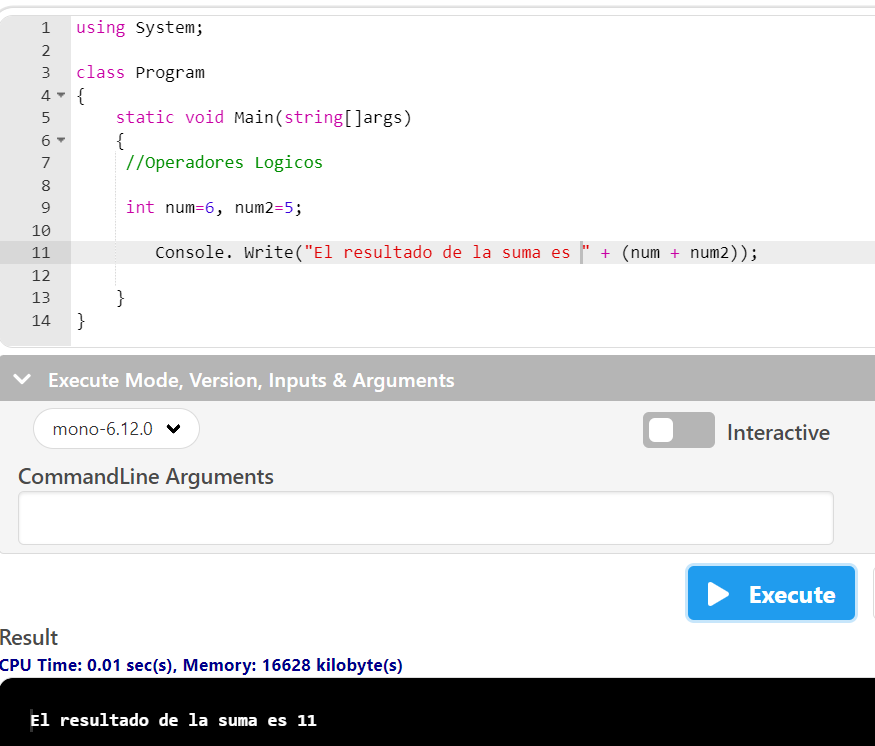 1 using System;
2
3 class Program
4 {
5 static void Main(string[]args)
6 {
7 //Operadores Logicos
8
9 int num=6, num2=5;
10
11 Console. Write("El resultado de la suma es " + (num + num2));
12
13 }
14 }
Execute Mode, Version, Inputs & Arguments
mono-6.12.0 Interactive
CommandLine Arguments
Execute
Result
CPU Time: 0.01 sec(s), Memory: 16628 kilobyte(s)
El resultado de la suma es 11